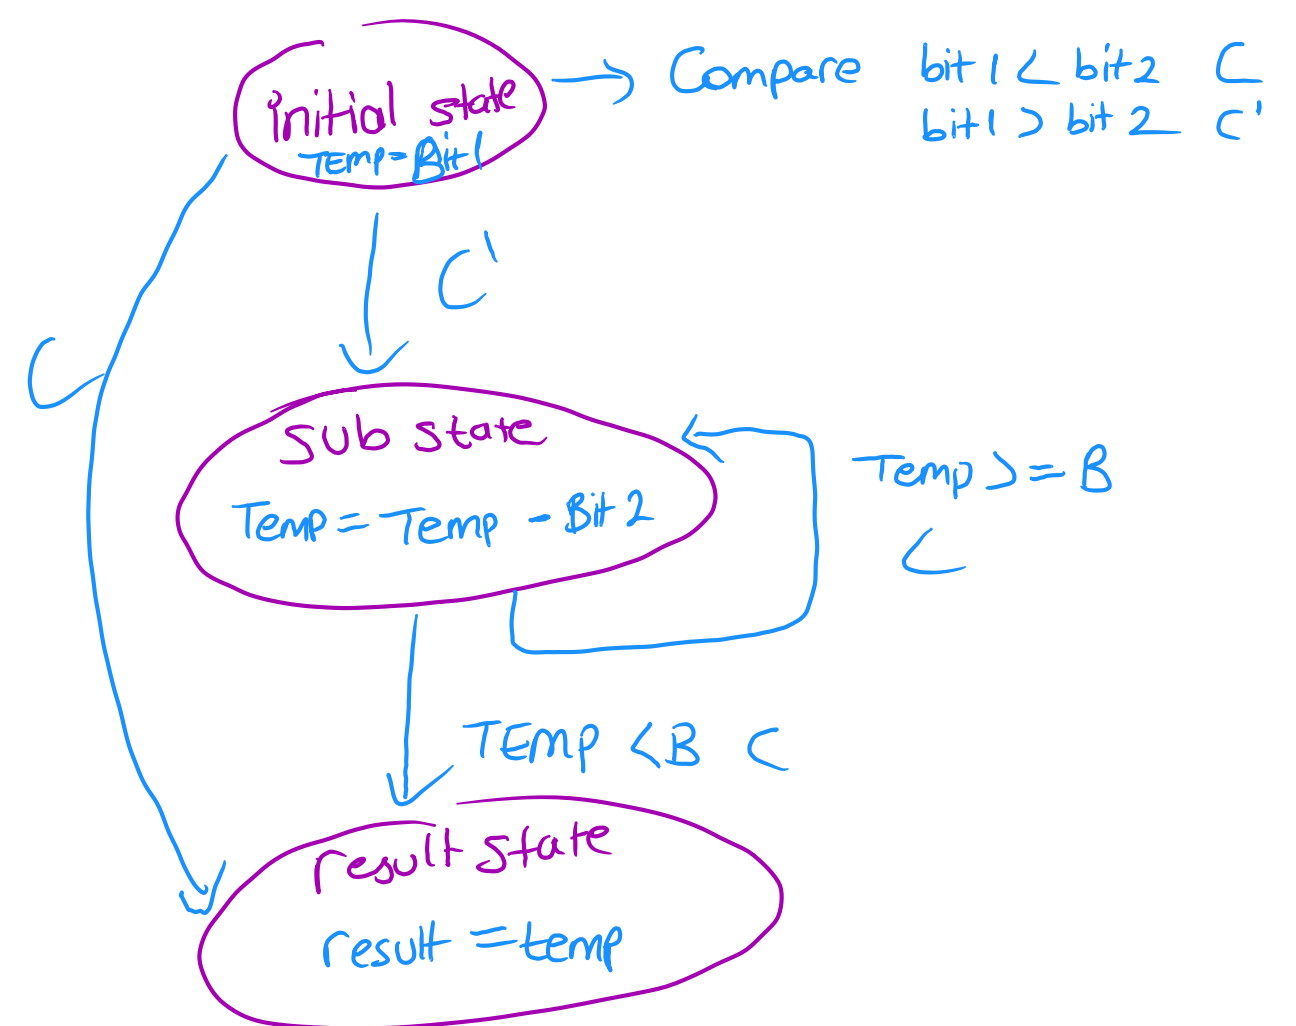 initial state
TEMP=Bit1
Compare bit1 < bit2 C
bit1 > bit2 C'
C'
C
Sub state
Temp = Temp - Bit 2
Temp >= B
C
TEMP <B C
result state
result = temp